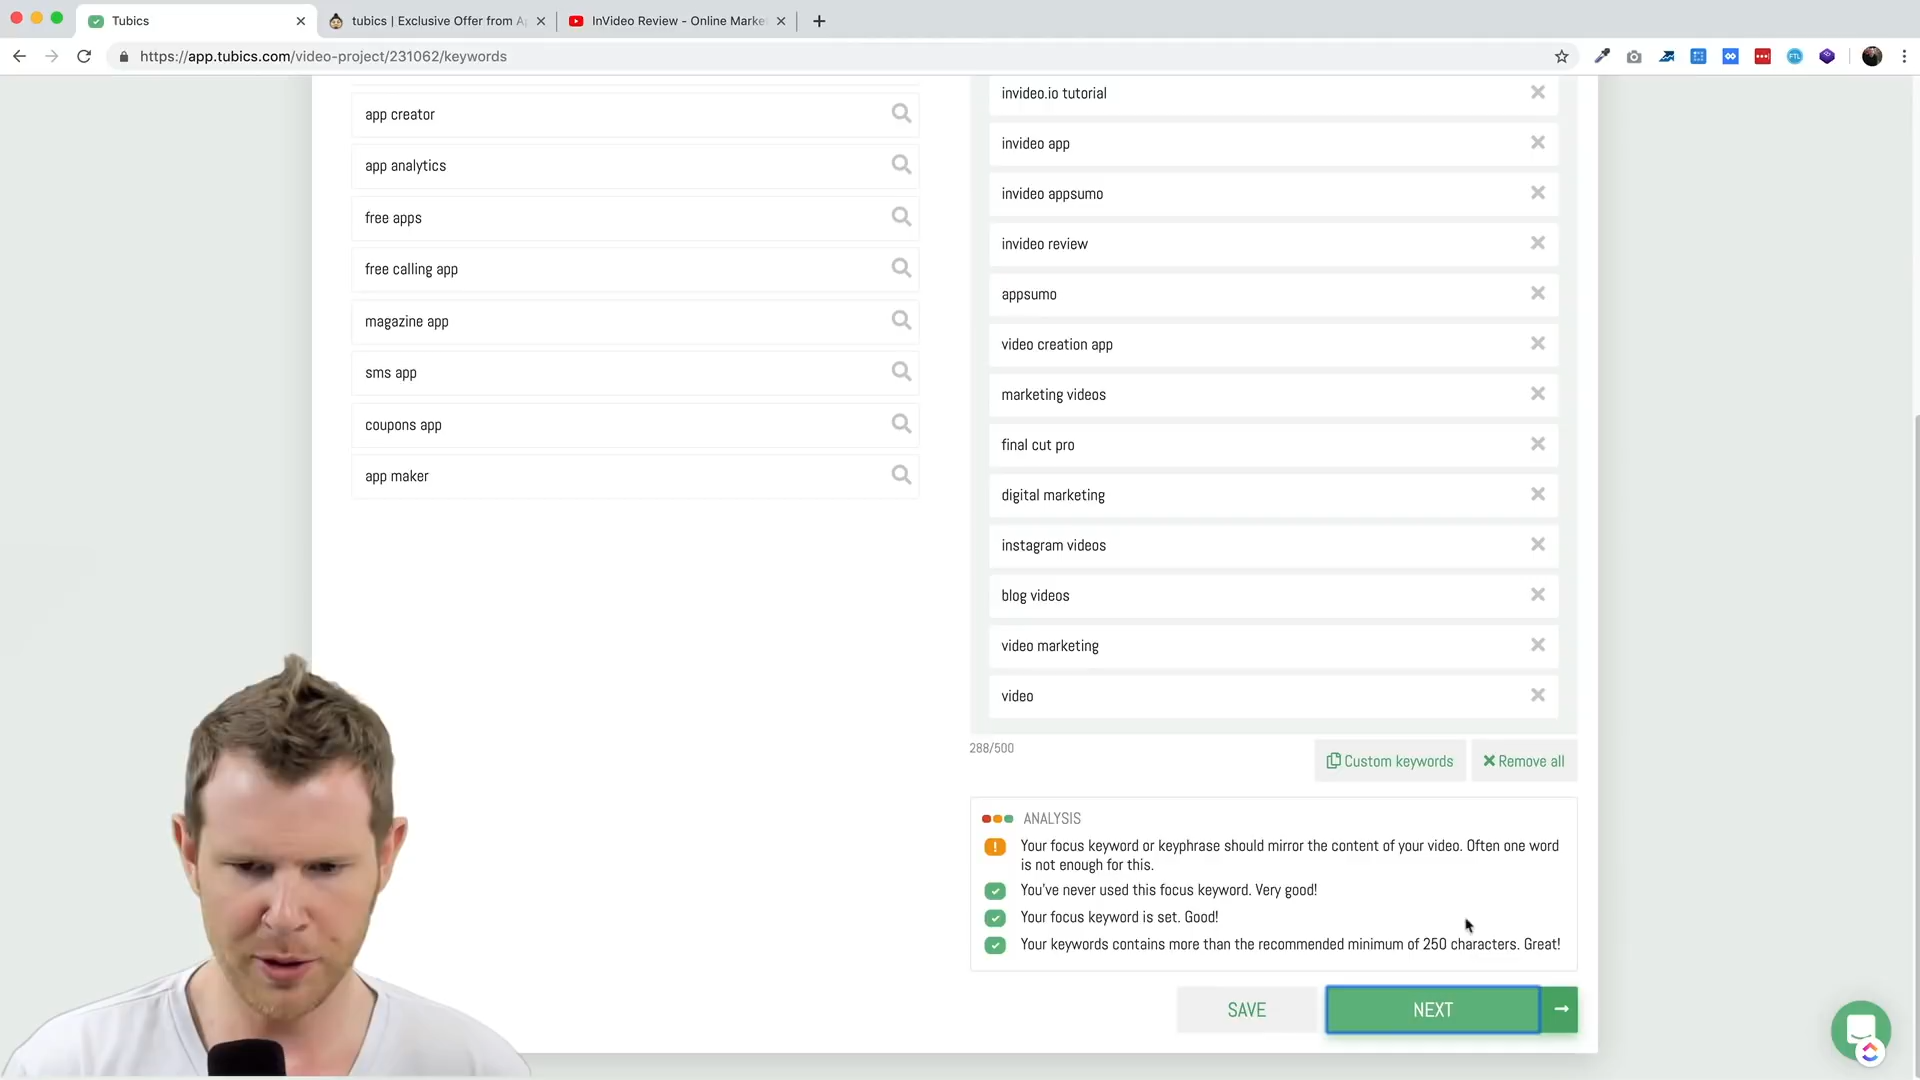 Tubics
tubics | Exclusive Offer from A
InVideo Review - Online Marke
https://app.tubics.com/video-project/231062/keywords
FTL
app creator
app analytics
free apps
free calling app
magazine app
sms app
coupons app
app maker
invideo.io tutorial
invideo app
invideo appsumo
invideo review
appsumo
video creation app
marketing videos
final cut pro
digital marketing
instagram videos
blog videos
video marketing
video
288/500
Custom keywords
Remove all
ANALYSIS
Your focus keyword or keyphrase should mirror the content of your video. Often one word
is not enough for this.
You've never used this focus keyword. Very good!
Your focus keyword is set. Good!
Your keywords contains more than the recommended minimum of 250 characters. Great!
SAVE
NEXT